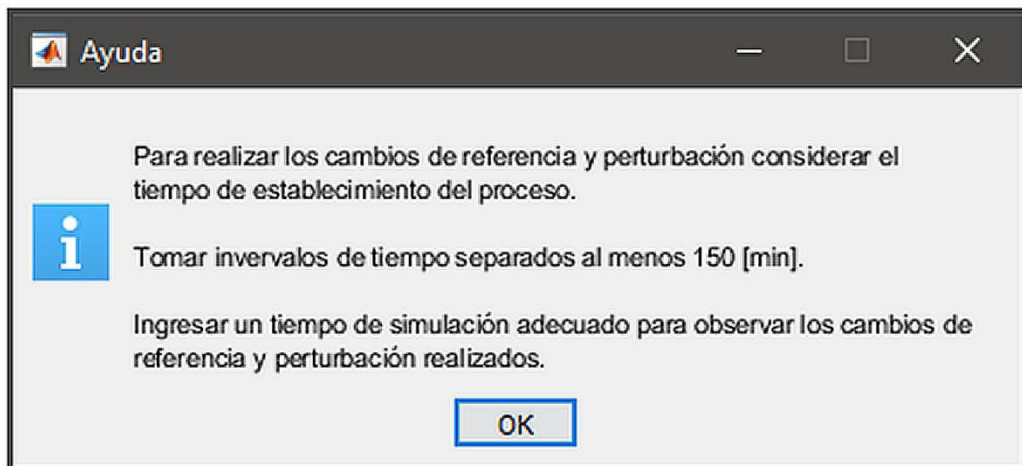 Ayuda
Para realizar los cambios de referencia y perturbación considerar el
tiempo de establecimiento del proceso.
Tomar invervalos de tiempo separados al menos 150 [min].
Ingresar un tiempo de simulación adecuado para observar los cambios de
referencia y perturbación realizados.
OK